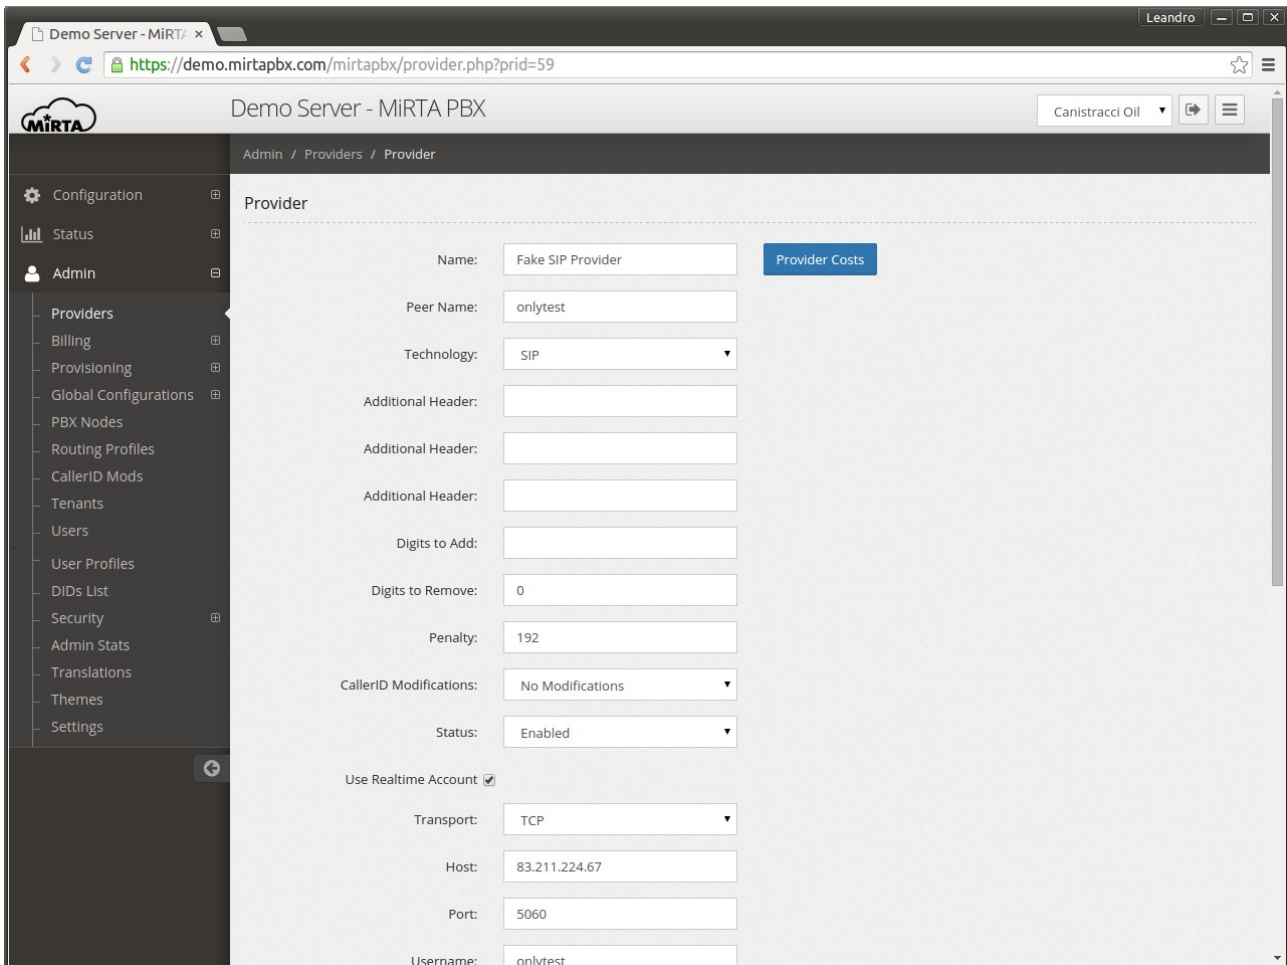 Leandro
Demo Server - MiRTA
https://demo.mirtapbx.com/mirtapbx/provider.php?prid=59
MiRTA
Demo Server - MiRTA PBX
Canistracci Oil
Admin / Providers / Provider
Configuration
Status
Admin
Providers
Billing
Provisioning
Global Configurations
PBX Nodes
Routing Profiles
CallerID Mods
Tenants
Users
User Profiles
DIDs List
Security
Admin Stats
Translations
Themes
Settings
Provider
Name: Fake SIP Provider Provider Costs
Peer Name: onlytest
Technology: SIP
Additional Header:
Additional Header:
Additional Header:
Digits to Add:
Digits to Remove: 0
Penalty: 192
CallerID Modifications: No Modifications
Status: Enabled
Use Realtime Account
Transport: TCP
Host: 83.211.224.67
Port: 5060
Username: onlytest